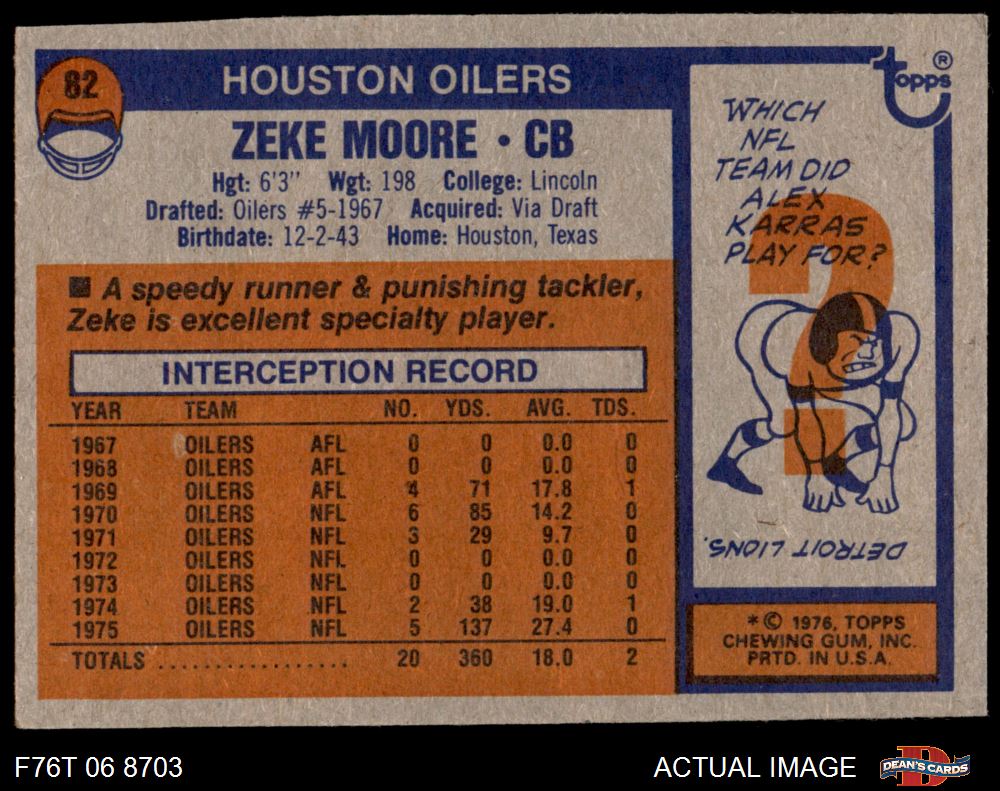 82
HOUSTON OILERS
ZEKE MOORE • CB
Hgt: 6'3" Wgt: 198 College: Lincoln
Drafted: Oilers #5-1967 Acquired: Via Draft
Birthdate: 12-2-43 Home: Houston, Texas
■ A speedy runner & punishing tackler,
Zeke is excellent specialty player.
INTERCEPTION RECORD
YEAR TEAM NO. YDS. AVG. TDS.
1967 OILERS AFL 0 0 0.0 0
1968 OILERS AFL 0 0 0.0 0
1969 OILERS AFL 4 71 17.8 1
1970 OILERS NFL 6 85 14.2 0
1971 OILERS NFL 3 29 9.7 0
1972 OILERS NFL 0 0 0.0 0
1973 OILERS NFL 0 0 0.0 0
1974 OILERS NFL 2 38 19.0 1
1975 OILERS NFL 5 137 27.4 0
TOTALS .................. 20 360 18.0 2
Topps ®
WHICH
NFL
TEAM DID
ALEX
KARRAS
PLAY FOR?
?
DETROIT LIONS.
*© 1976, TOPPS
CHEWING GUM, INC.
PRTD. IN U.S.A.
F76T 06 8703
ACTUAL IMAGE
D
DEAN'S CARDS